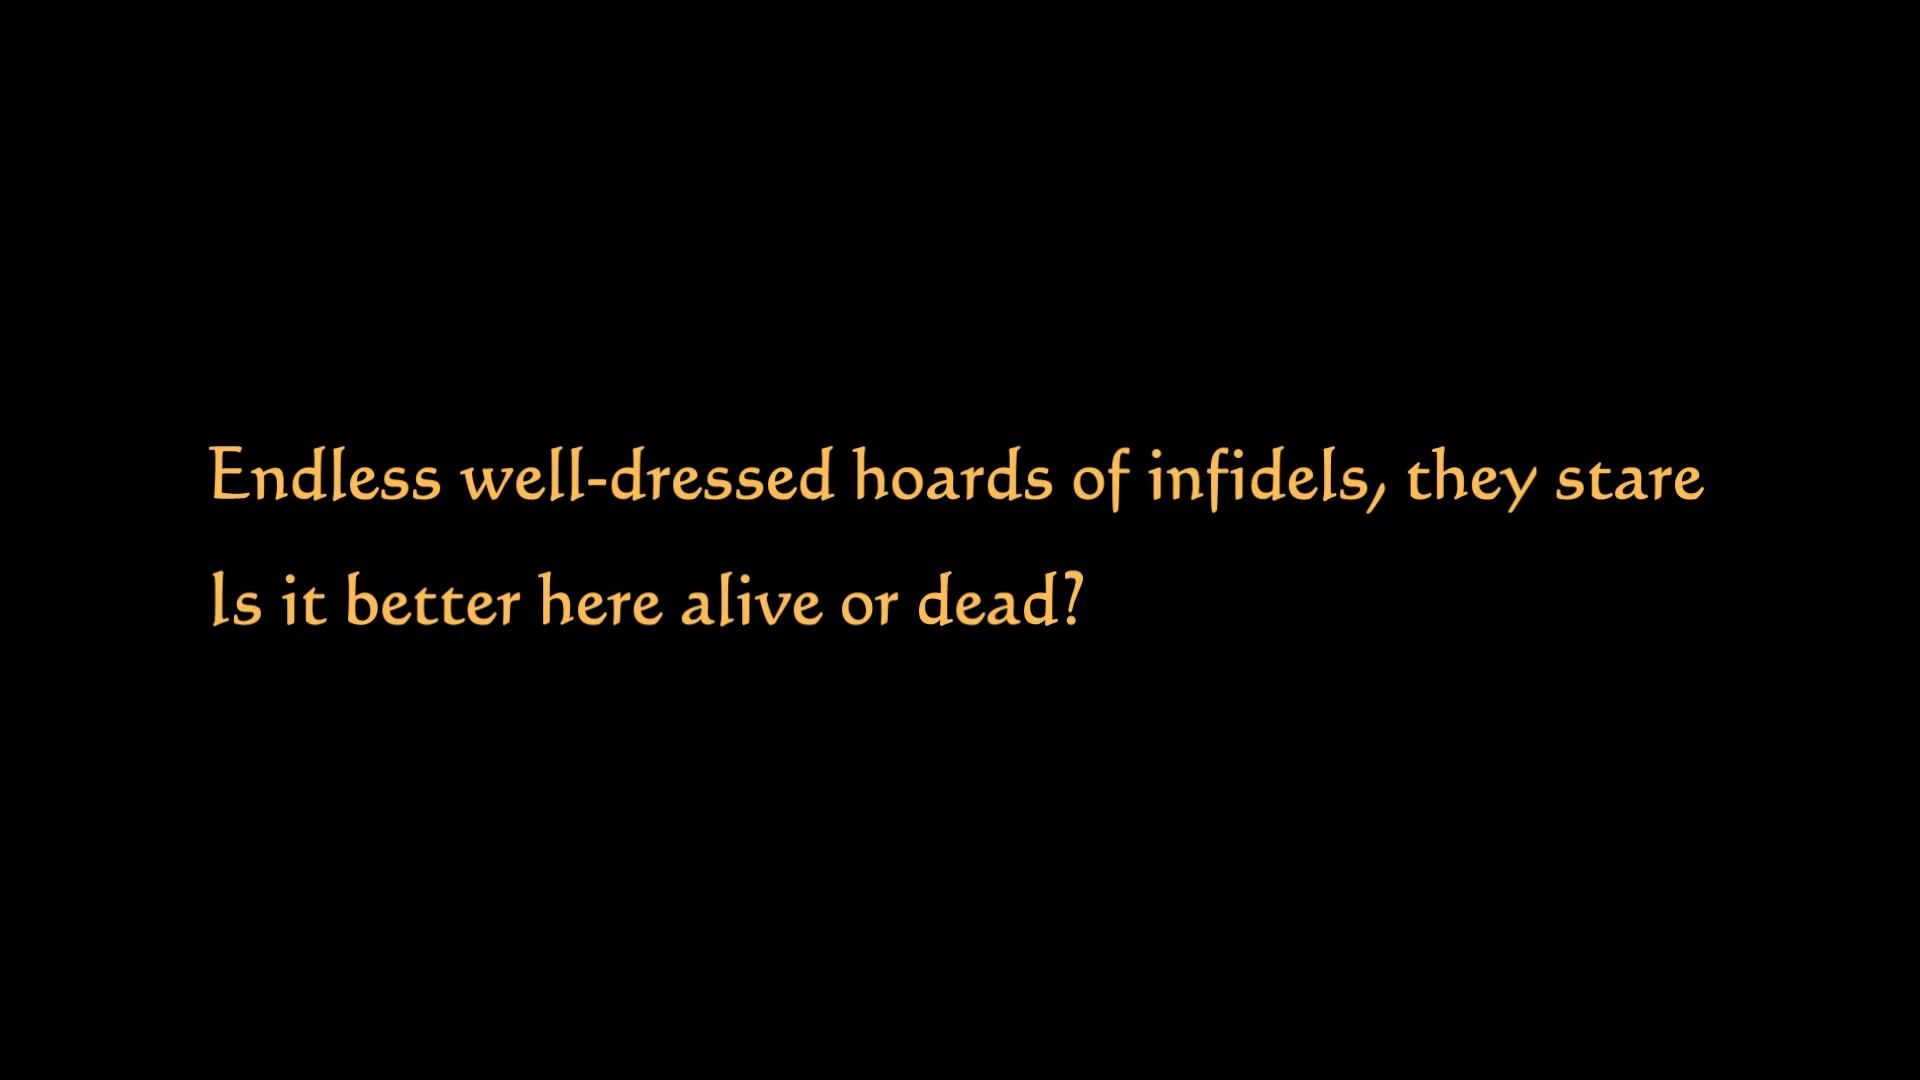 Endless well-dressed hoards of infidels, they stare
Is it better here alive or dead?